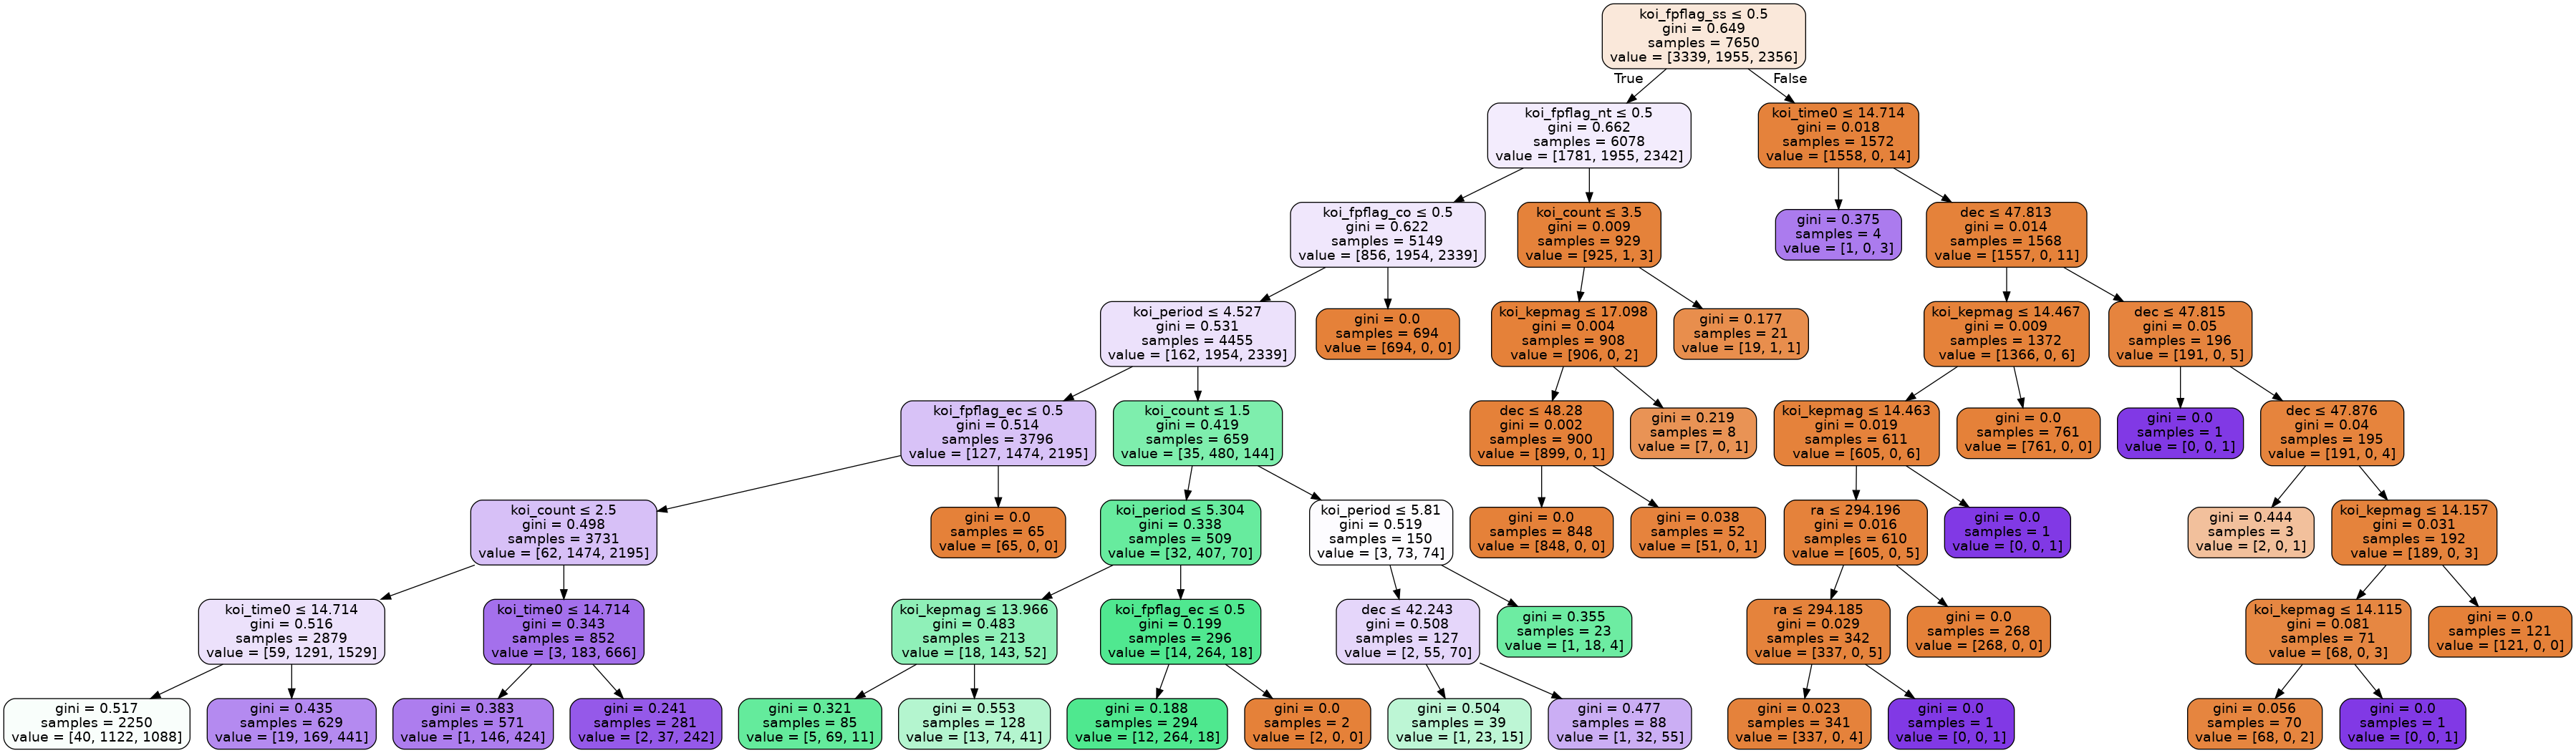 koi_fpflag_ss ≤ 0.5
gini = 0.649
samples = 7650
value = [3339, 1955, 2356]
True
False
koi_fpflag_nt ≤ 0.5
gini = 0.662
samples = 6078
value = [1781, 1955, 2342]
koi_time0 ≤ 14.714
gini = 0.018
samples = 1572
value = [1558, 0, 14]
koi_fpflag_co ≤ 0.5
gini = 0.622
samples = 5149
value = [856, 1954, 2339]
koi_count ≤ 3.5
gini = 0.009
samples = 929
value = [925, 1, 3]
gini = 0.375
samples = 4
value = [1, 0, 3]
dec ≤ 47.813
gini = 0.014
samples = 1568
value = [1557, 0, 11]
koi_period ≤ 4.527
gini = 0.531
samples = 4455
value = [162, 1954, 2339]
gini = 0.0
samples = 694
value = [694, 0, 0]
koi_kepmag ≤ 17.098
gini = 0.004
samples = 908
value = [906, 0, 2]
gini = 0.177
samples = 21
value = [19, 1, 1]
koi_kepmag ≤ 14.467
gini = 0.009
samples = 1372
value = [1366, 0, 6]
dec ≤ 47.815
gini = 0.05
samples = 196
value = [191, 0, 5]
koi_fpflag_ec ≤ 0.5
gini = 0.514
samples = 3796
value = [127, 1474, 2195]
koi_count ≤ 1.5
gini = 0.419
samples = 659
value = [35, 480, 144]
dec ≤ 48.28
gini = 0.002
samples = 900
value = [899, 0, 1]
gini = 0.219
samples = 8
value = [7, 0, 1]
koi_kepmag ≤ 14.463
gini = 0.019
samples = 611
value = [605, 0, 6]
gini = 0.0
samples = 761
value = [761, 0, 0]
gini = 0.0
samples = 1
value = [0, 0, 1]
dec ≤ 47.876
gini = 0.04
samples = 195
value = [191, 0, 4]
koi_count ≤ 2.5
gini = 0.498
samples = 3731
value = [62, 1474, 2195]
gini = 0.0
samples = 65
value = [65, 0, 0]
koi_period ≤ 5.304
gini = 0.338
samples = 509
value = [32, 407, 70]
koi_period ≤ 5.81
gini = 0.519
samples = 150
value = [3, 73, 74]
gini = 0.0
samples = 848
value = [848, 0, 0]
gini = 0.038
samples = 52
value = [51, 0, 1]
ra ≤ 294.196
gini = 0.016
samples = 610
value = [605, 0, 5]
gini = 0.0
samples = 1
value = [0, 0, 1]
gini = 0.444
samples = 3
value = [2, 0, 1]
koi_kepmag ≤ 14.157
gini = 0.031
samples = 192
value = [189, 0, 3]
koi_time0 ≤ 14.714
gini = 0.516
samples = 2879
value = [59, 1291, 1529]
koi_time0 ≤ 14.714
gini = 0.343
samples = 852
value = [3, 183, 666]
koi_kepmag ≤ 13.966
gini = 0.483
samples = 213
value = [18, 143, 52]
koi_fpflag_ec ≤ 0.5
gini = 0.199
samples = 296
value = [14, 264, 18]
dec ≤ 42.243
gini = 0.508
samples = 127
value = [2, 55, 70]
gini = 0.355
samples = 23
value = [1, 18, 4]
ra ≤ 294.185
gini = 0.029
samples = 342
value = [337, 0, 5]
gini = 0.0
samples = 268
value = [268, 0, 0]
koi_kepmag ≤ 14.115
gini = 0.081
samples = 71
value = [68, 0, 3]
gini = 0.0
samples = 121
value = [121, 0, 0]
gini = 0.517
samples = 2250
value = [40, 1122, 1088]
gini = 0.435
samples = 629
value = [19, 169, 441]
gini = 0.383
samples = 571
value = [1, 146, 424]
gini = 0.241
samples = 281
value = [2, 37, 242]
gini = 0.321
samples = 85
value = [5, 69, 11]
gini = 0.553
samples = 128
value = [13, 74, 41]
gini = 0.188
samples = 294
value = [12, 264, 18]
gini = 0.0
samples = 2
value = [2, 0, 0]
gini = 0.504
samples = 39
value = [1, 23, 15]
gini = 0.477
samples = 88
value = [1, 32, 55]
gini = 0.023
samples = 341
value = [337, 0, 4]
gini = 0.0
samples = 1
value = [0, 0, 1]
gini = 0.056
samples = 70
value = [68, 0, 2]
gini = 0.0
samples = 1
value = [0, 0, 1]